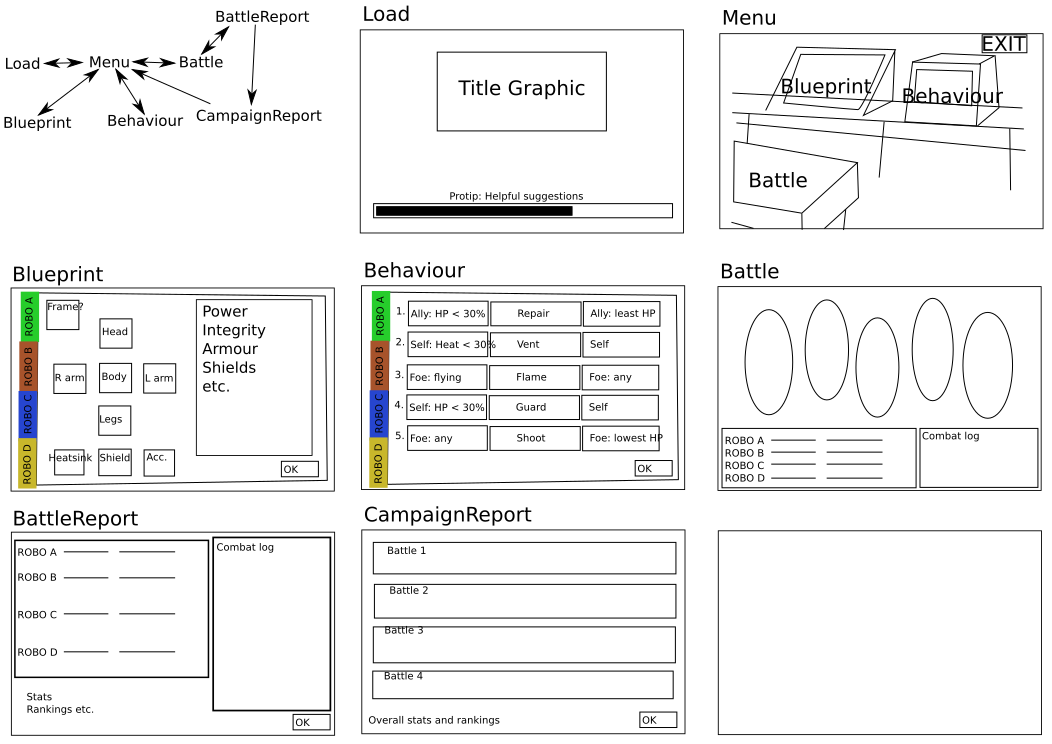 BattleReport
Load
Menu
Battle
Blueprint
Behaviour
CampaignReport
Load
Title Graphic
Protip: Helpful suggestions
Menu
EXIT
Blueprint
Behaviour
Battle
Blueprint
ROBO A
ROBO B
ROBO C
ROBO D
Frame?
Head
R arm
Body
L arm
Legs
Heatsink
Shield
Acc.
Power
Integrity
Armour
Shields
etc.
OK
Behaviour
ROBO A
ROBO B
ROBO C
ROBO D
1. Ally: HP < 30% Repair Ally: least HP
2. Self: Heat < 30% Vent Self
3. Foe: flying Flame Foe: any
4. Self: HP < 30% Guard Self
5. Foe: any Shoot Foe: lowest HP
OK
Battle
ROBO A
ROBO B
ROBO C
ROBO D
Combat log
BattleReport
ROBO A
ROBO B
ROBO C
ROBO D
Combat log
Stats
Rankings etc.
OK
CampaignReport
Battle 1
Battle 2
Battle 3
Battle 4
Overall stats and rankings
OK